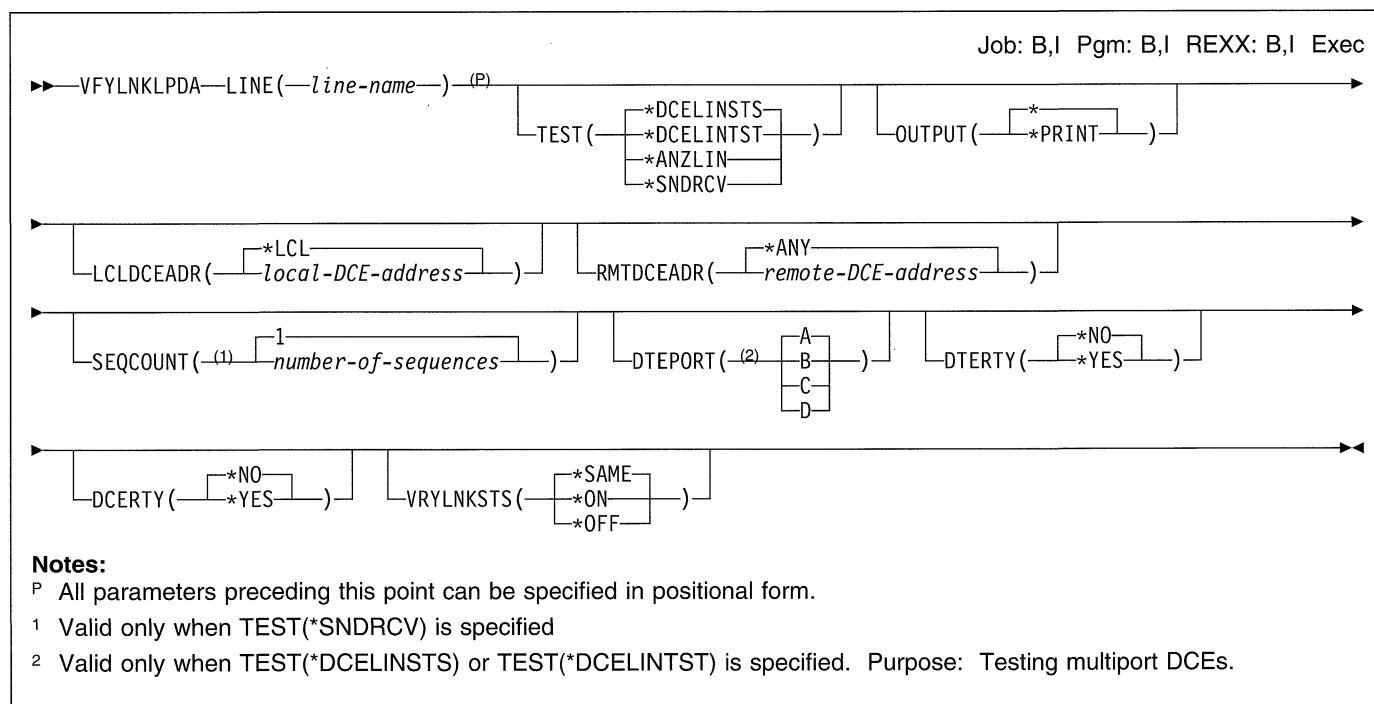 Job: B,I Pgm: B,I REXX: B,I Exec
VFYLNKLPDA LINE( line-name ) (P)
TEST( *DCELINSTS *DCELINTST *ANZLIN *SNDRCV )
OUTPUT( * *PRINT )
LCLDCEADR( *LCL local-DCE-address )
RMTDCEADR( *ANY remote-DCE-address )
SEQCOUNT( (1) 1 number-of-sequences )
DTEPORT( (2) A B C D )
DTERTY( *NO *YES )
DCERTY( *NO *YES )
VRYLNKSTS( *SAME *ON *OFF )
Notes:
P All parameters preceding this point can be specified in positional form.
1 Valid only when TEST(*SNDRCV) is specified
2 Valid only when TEST(*DCELINSTS) or TEST(*DCELINTST) is specified. Purpose: Testing multiport DCEs.